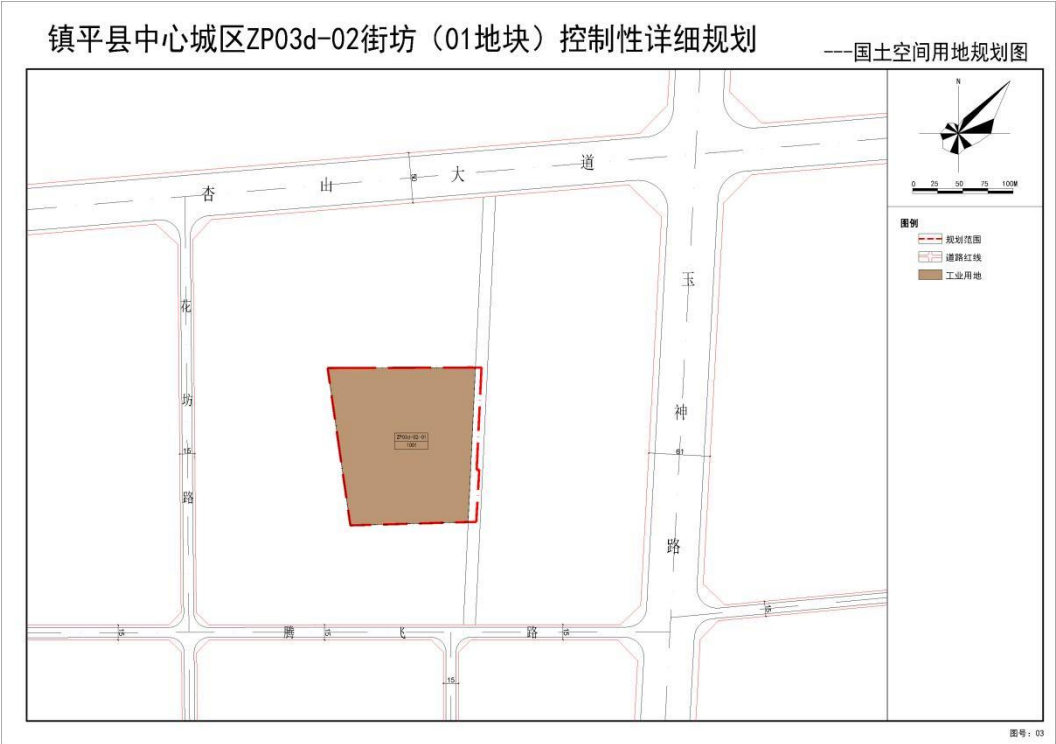 镇平县中心城区ZP03d-02街坊（01地块）控制性详细规划
---国土空间用地规划图
N
0 25 50 75 100M
图例
规划范围
道路红线
工业用地
杏山大道
50
花坊路
15
玉神路
61
ZP03d-02-01
1001
腾飞路
15
15
15
15
15
图号：03